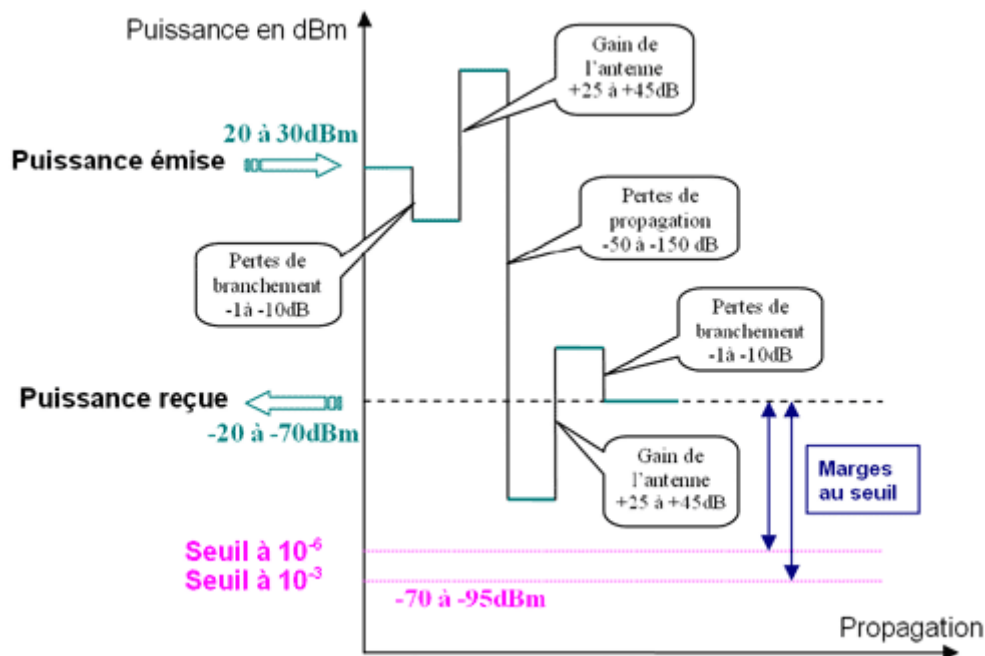 Puissance en dBm
Gain de
l'antenne
+25 à +45dB
20 à 30dBm
Puissance émise
Pertes de
propagation
-50 à -150 dB
Pertes de
branchement
-1à -10dB
Pertes de
branchement
-1à -10dB
Puissance reçue
-20 à -70dBm
Gain de
l'antenne
+25 à +45dB
Marges
au seuil
Seuil à 10-6
Seuil à 10-3
-70 à -95dBm
Propagation